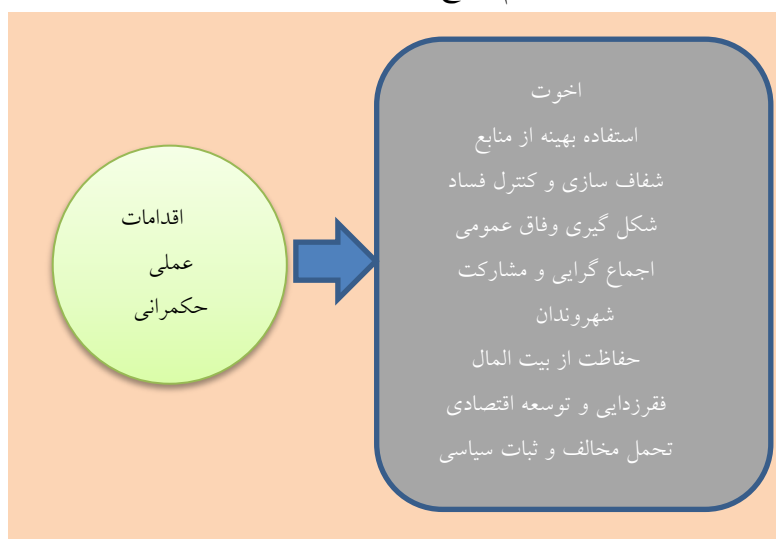 اقدامات
عملی
حکمرانی
اخوت
استفاده بهینه از منابع
شفاف سازی و کنترل فساد
شکل گیری وفاق عمومی
اجماع گرایی و مشارکت
شهروندان
حفاظت از بیت المال
فقرزدایی و توسعه اقتصادی
تحمل مخالف و ثبات سیاسی